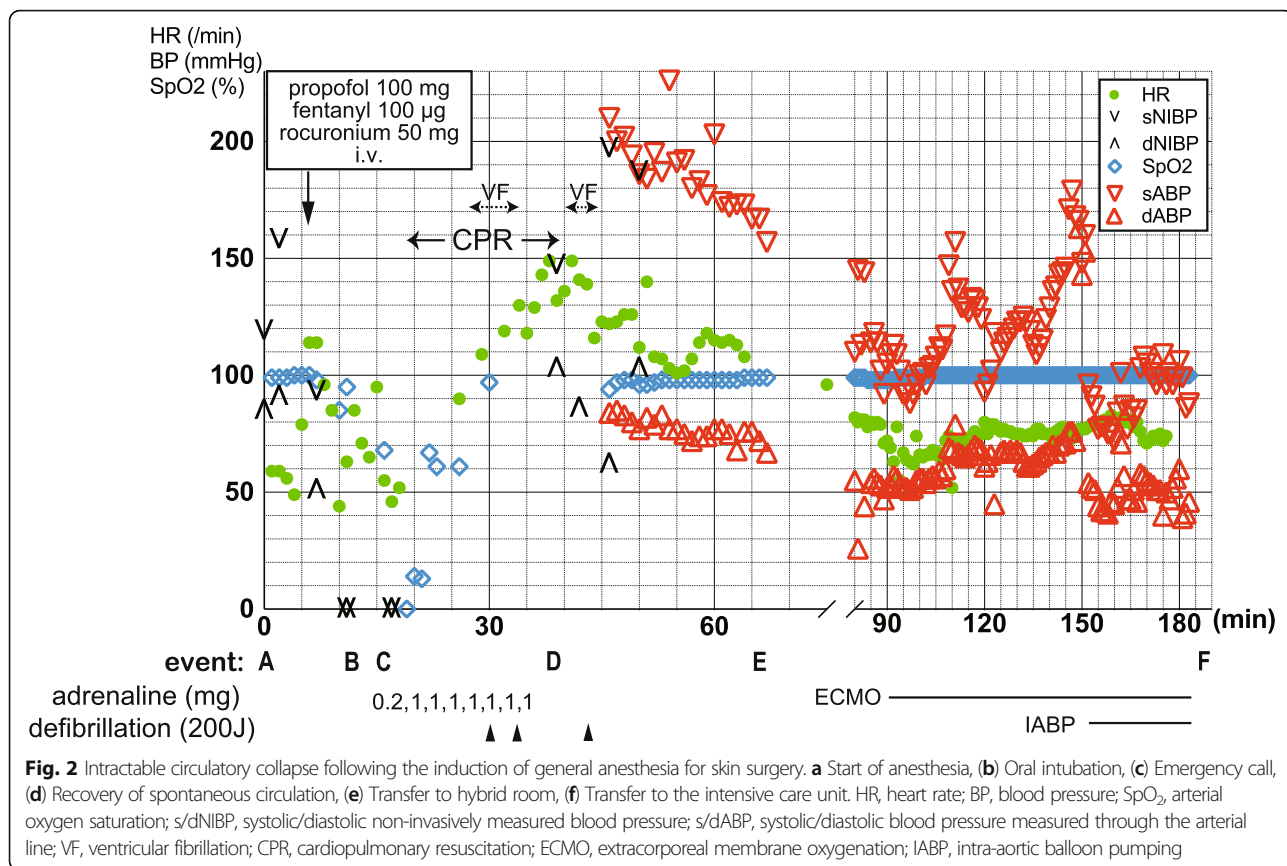 HR (/min)
BP (mmHg)
SpO2 (%)
propofol 100 mg
fentanyl 100 µg
rocuronium 50 mg
i.v.
HR
sNIBP
dNIBP
SpO2
sABP
dABP
200
150
100
50
0
VF
VF
CPR
0 30 60 90 120 150 180 (min)
event: A B C D E F
adrenaline (mg) 0.2,1,1,1,1,1,1,1
defibrillation (200J)
ECMO
IABP
Fig. 2 Intractable circulatory collapse following the induction of general anesthesia for skin surgery. a Start of anesthesia, (b) Oral intubation, (c) Emergency call,
(d) Recovery of spontaneous circulation, (e) Transfer to hybrid room, (f) Transfer to the intensive care unit. HR, heart rate; BP, blood pressure; SpO2, arterial
oxygen saturation; s/dNIBP, systolic/diastolic non-invasively measured blood pressure; s/dABP, systolic/diastolic blood pressure measured through the arterial
line; VF, ventricular fibrillation; CPR, cardiopulmonary resuscitation; ECMO, extracorporeal membrane oxygenation; IABP, intra-aortic balloon pumping